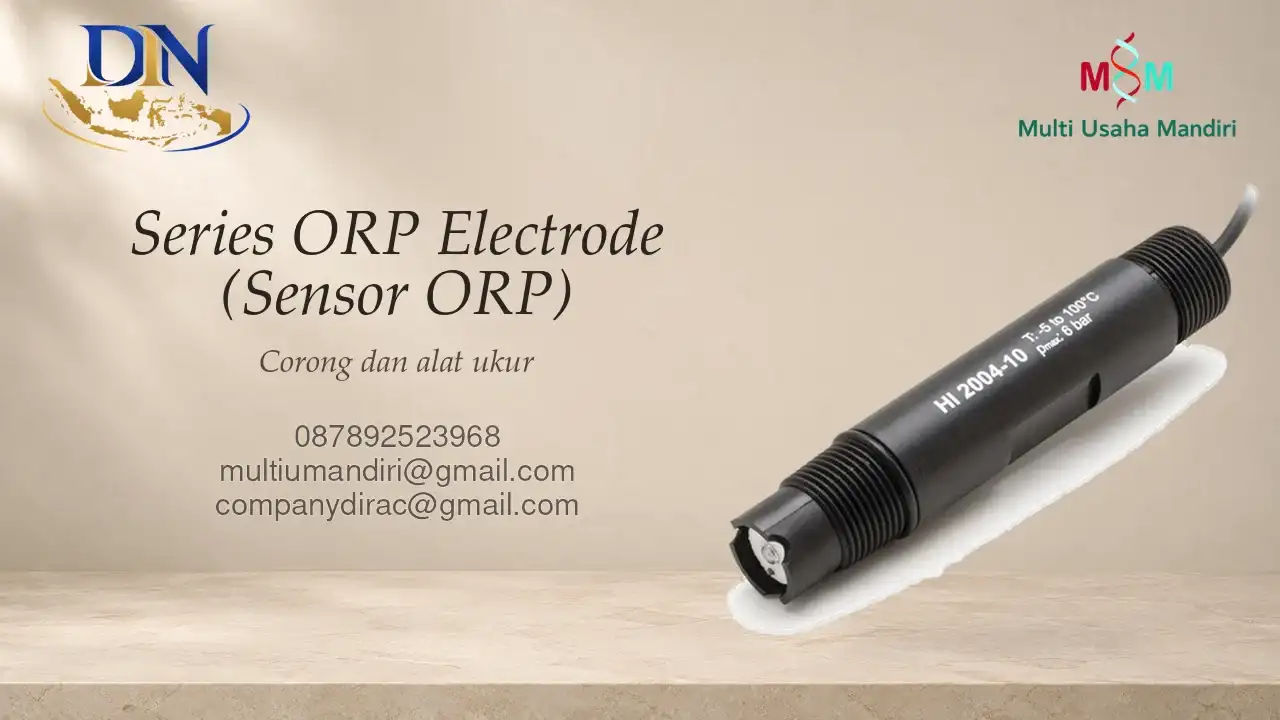 DN
MSM
Multi Usaha Mandiri
Series ORP Electrode
(Sensor ORP)
Corong dan alat ukur
087892523968
multiumandiri@gmail.com
companydirac@gmail.com
HI 2004-10
T: -5 to 100°C
pmax: 6 bar